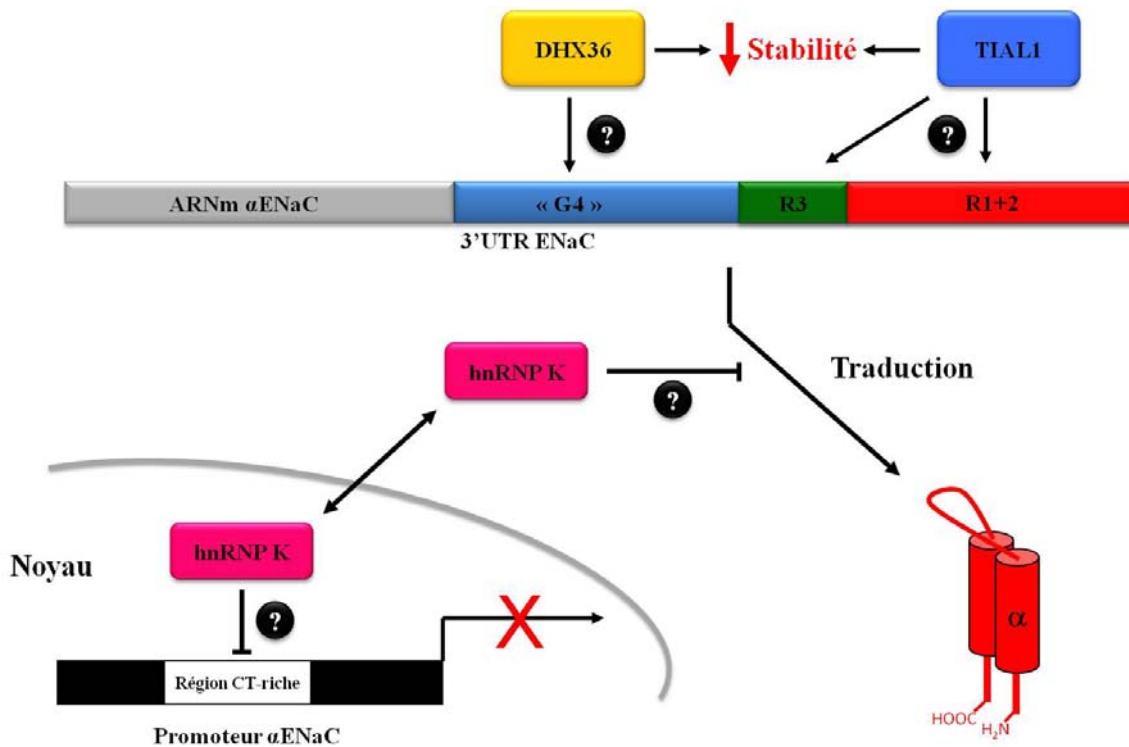 DHX36
Stabilité
TIAL1
?
?
ARNm αENaC
« G4 »
R3
R1+2
3'UTR ENaC
hnRNP K
?
Traduction
Noyau
hnRNP K
?
X
α
Région CT-riche
HOOC
H₂N
Promoteur αENaC